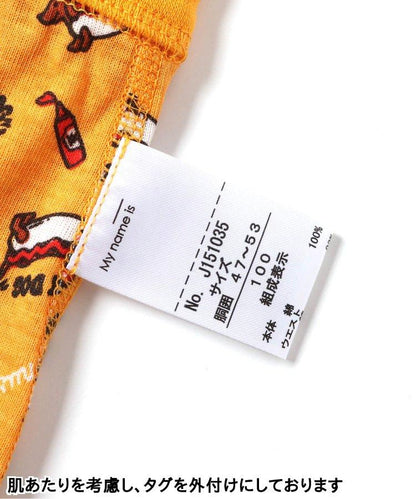 My name is
No. J151035
サイズ
胴囲 47～53
100
組成表示
本体 綿 100%
ウエスト
DOG
肌あたりを考慮し、タグを外付けにしております